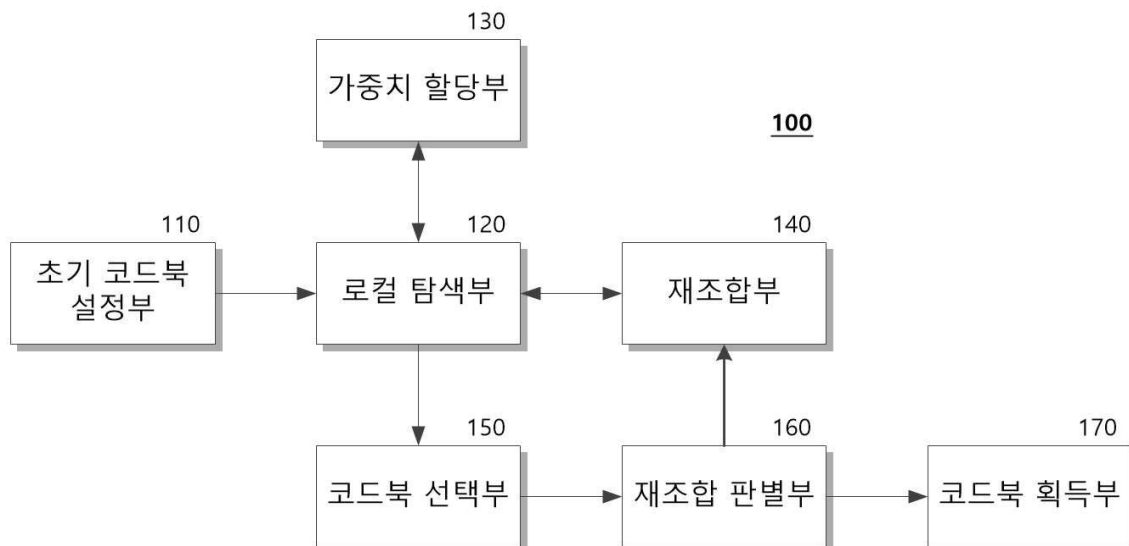 130
가중치 할당부
100
110
초기 코드북
설정부
120
로컬 탐색부
140
재조합부
150
코드북 선택부
160
재조합 판별부
170
코드북 획득부